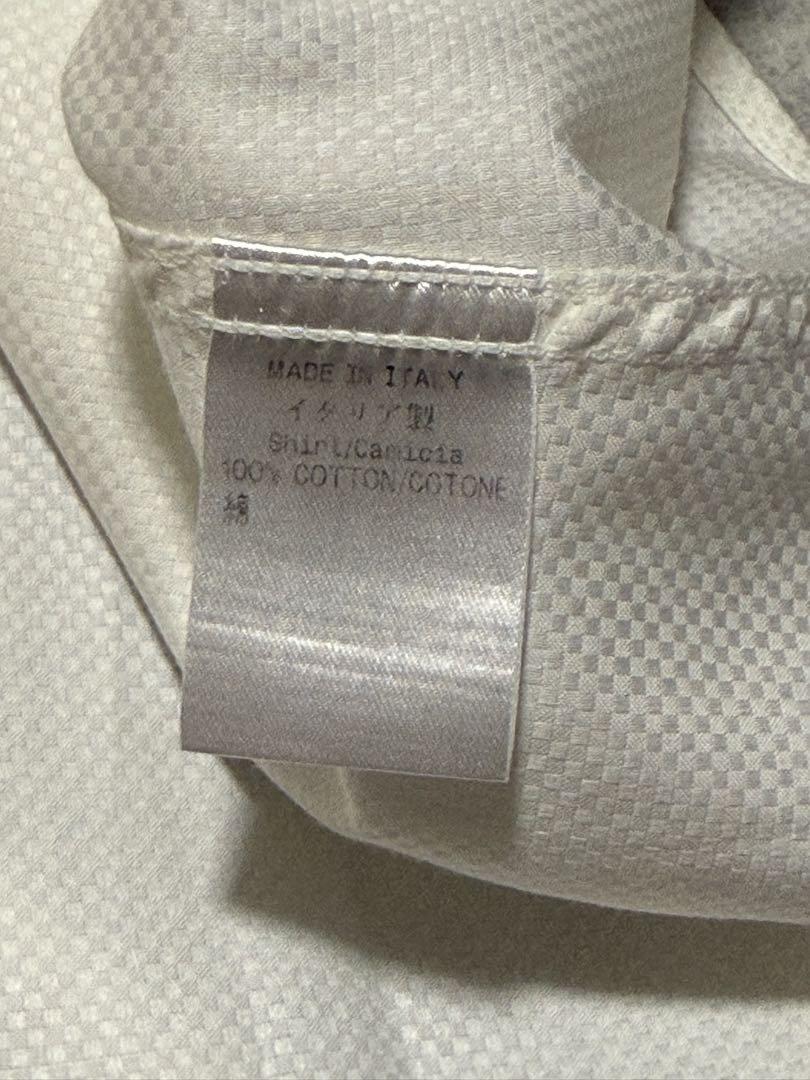 MADE IN ITALY
イタリア製
Shirt/Camicia
100% COTTON/COTONE
綿